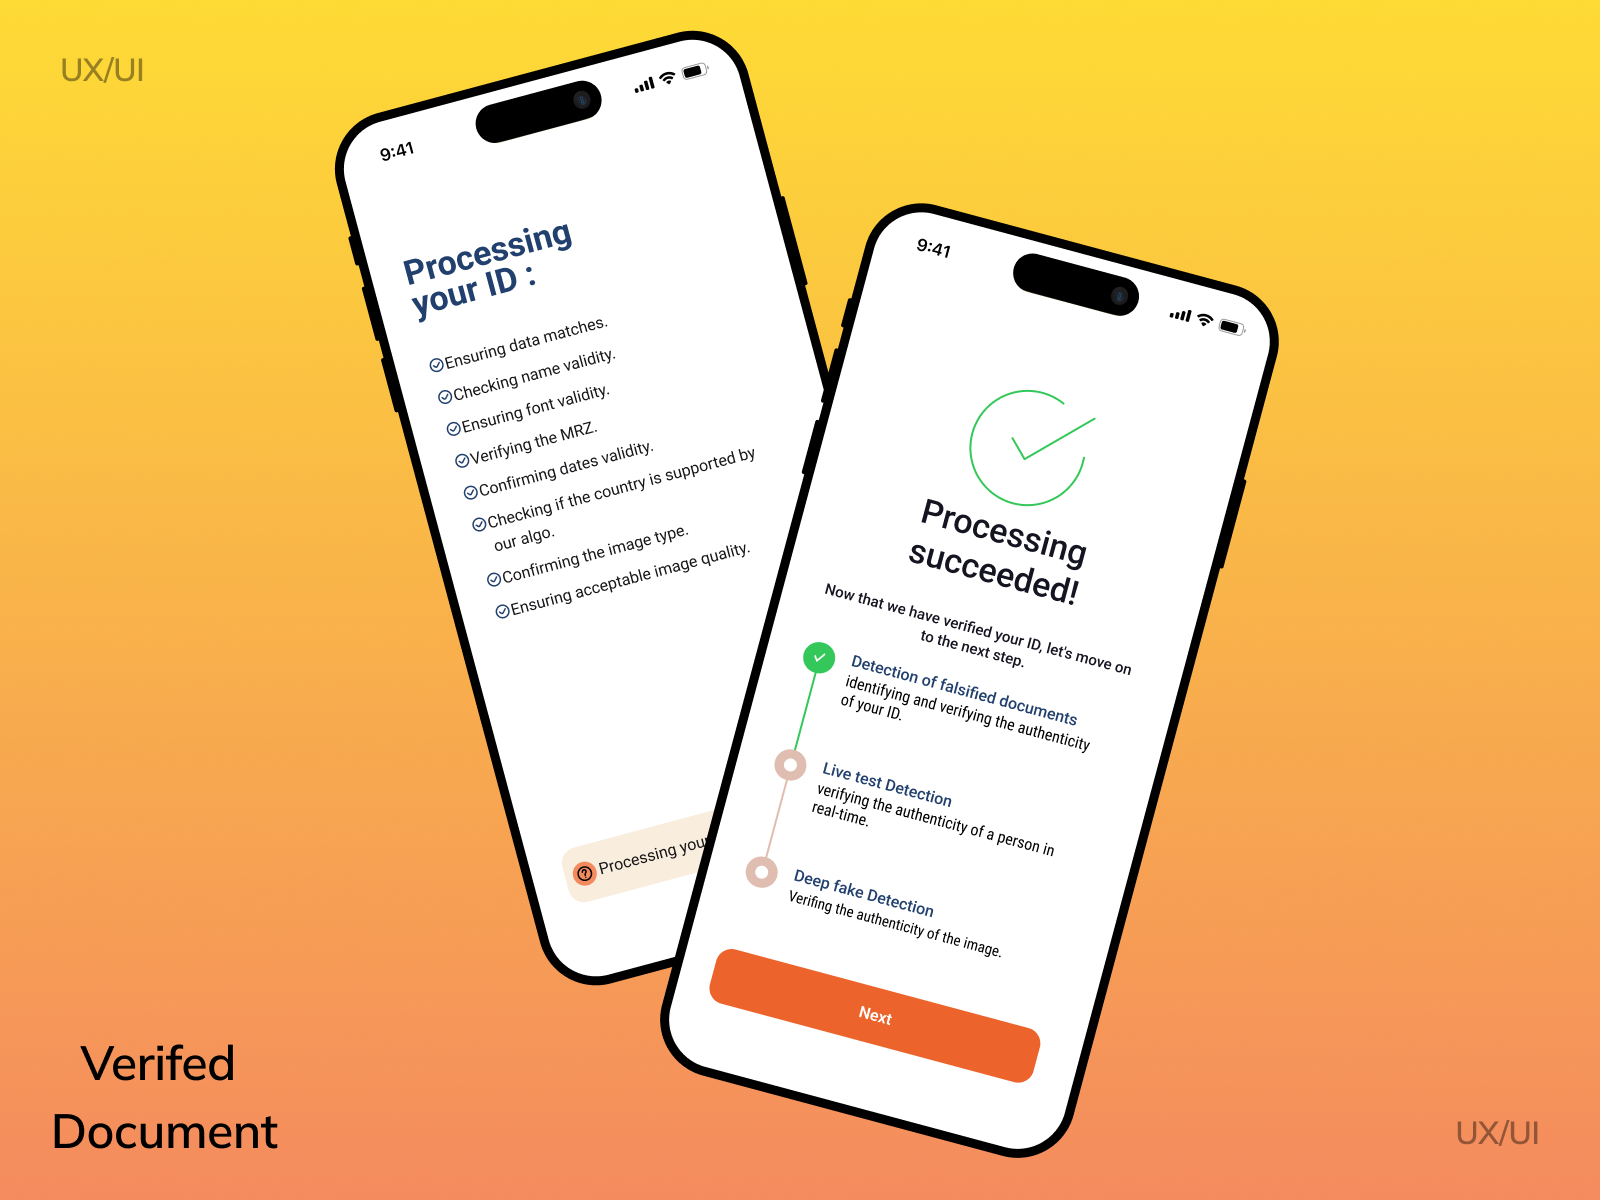 UX/UI
9:41
Processing
your ID :
Ensuring data matches.
Checking name validity.
Ensuring font validity.
Verifying the MRZ.
Confirming dates validity.
Checking if the country is supported by
our algo.
Confirming the image type.
Ensuring acceptable image quality.
Processing your
9:41
Processing
succeeded!
Now that we have verified your ID, let's move on
to the next step.
Detection of falsified documents
identifying and verifying the authenticity
of your ID.
Live test Detection
verifying the authenticity of a person in
real-time.
Deep fake Detection
Verifing the authenticity of the image.
Next
Verifed
Document
UX/UI